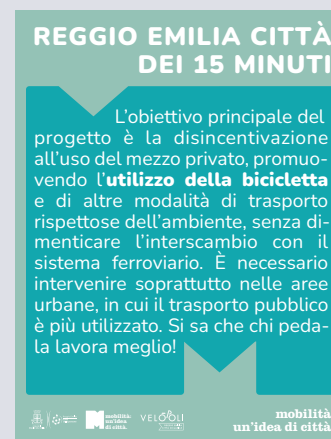 REGGIO EMILIA CITTÀ
DEI 15 MINUTI
L'obiettivo principale del
progetto è la disincentivazione
all'uso del mezzo privato, promuo-
vendo l'utilizzo della bicicletta
e di altre modalità di trasporto
rispettose dell'ambiente, senza di-
menticare l'interscambio con il
sistema ferroviario. È necessario
intervenire soprattutto nelle aree
urbane, in cui il trasporto pubblico
è più utilizzato. Si sa che chi peda-
la lavora meglio!
mobilità
un'idea
di città
mobilità
un'idea di città